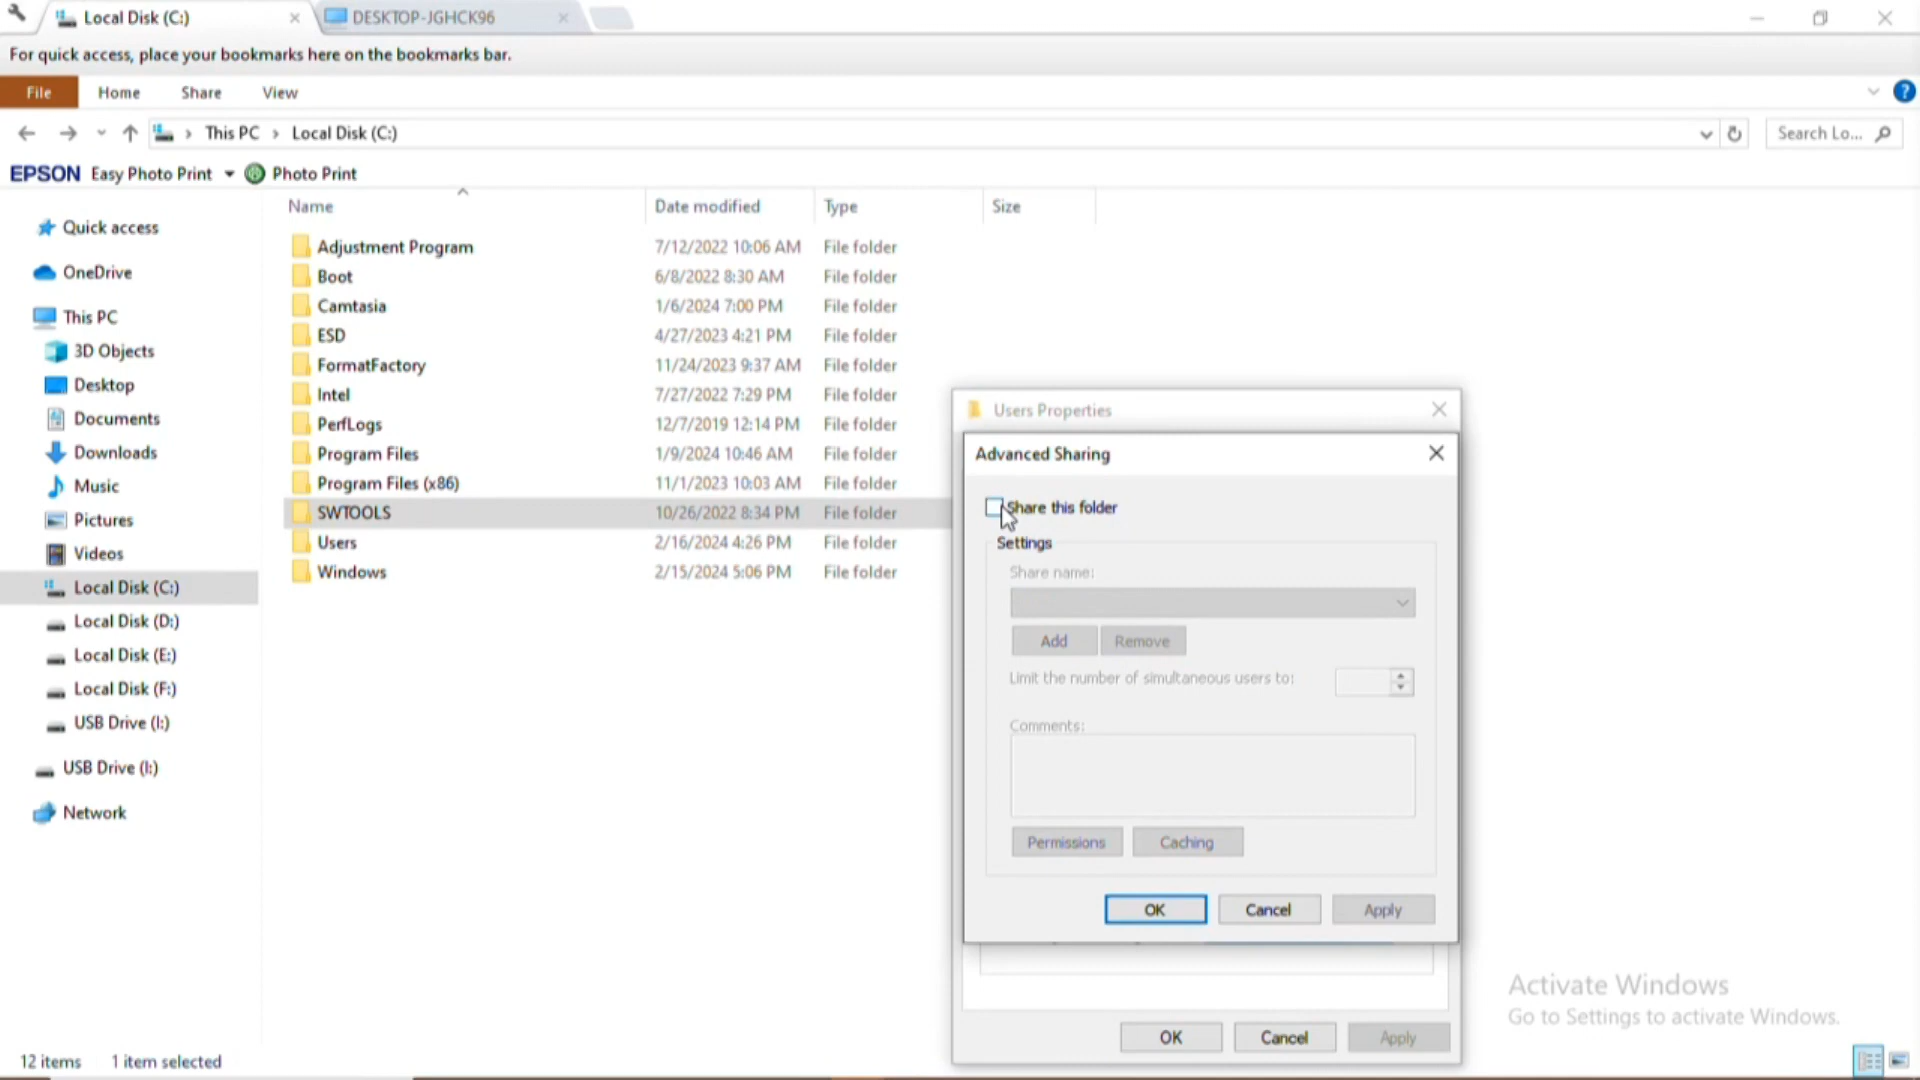 Local Disk (C:)
DESKTOP-JGHCK96
For quick access, place your bookmarks here on the bookmarks bar.
File Home Share View
This PC Local Disk (C:)
Search Lo...
EPSON Easy Photo Print Photo Print
Name Date modified Type Size
Quick access
OneDrive
This PC
3D Objects
Desktop
Documents
Downloads
Music
Pictures
Videos
Local Disk (C:)
Local Disk (D:)
Local Disk (E:)
Local Disk (F:)
USB Drive (I:)
USB Drive (I:)
Network
Adjustment Program 7/12/2022 10:06 AM File folder
Boot 6/8/2022 8:30 AM File folder
Camtasia 1/6/2024 7:00 PM File folder
ESD 4/27/2023 4:21 PM File folder
FormatFactory 11/24/2023 9:37 AM File folder
Intel 7/27/2022 7:29 PM File folder
PerfLogs 12/7/2019 12:14 PM File folder
Program Files 1/9/2024 10:46 AM File folder
Program Files (x86) 11/1/2023 10:03 AM File folder
SWTOOLS 10/26/2022 8:34 PM File folder
Users 2/16/2024 4:26 PM File folder
Windows 2/15/2024 5:06 PM File folder
Users Properties
Advanced Sharing
Share this folder
Settings
Share name:
Add Remove
Limit the number of simultaneous users to:
Comments:
Permissions Caching
OK Cancel Apply
OK Cancel Apply
Activate Windows
Go to Settings to activate Windows.
12 items 1 item selected